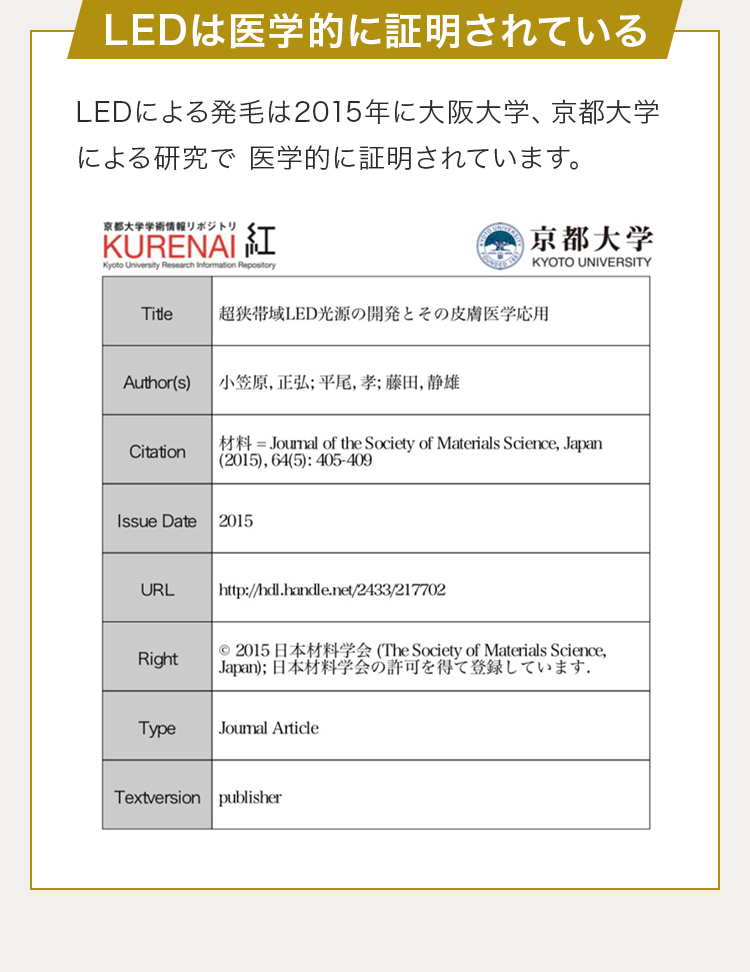 LEDは医学的に証明されている
LEDによる発毛は2015年に大阪大学、京都大学
による研究で 医学的に証明されています。
京都大学学術情報リポジトリ
KURENAI 紅
Kyoto University Research Information Repository
京都大学
KYOTO UNIVERSITY
KYOTO UNIVERSITY
FOUNDED 1897
Title 超狭帯域LED光源の開発とその皮膚医学応用
Author(s) 小笠原, 正弘; 平尾, 孝; 藤田, 静雄
Citation 材料 = Journal of the Society of Materials Science, Japan
(2015), 64(5): 405-409
Issue Date 2015
URL http://hdl.handle.net/2433/217702
Right © 2015 日本材料学会 (The Society of Materials Science,
Japan); 日本材料学会の許可を得て登録しています.
Type Journal Article
Textversion publisher